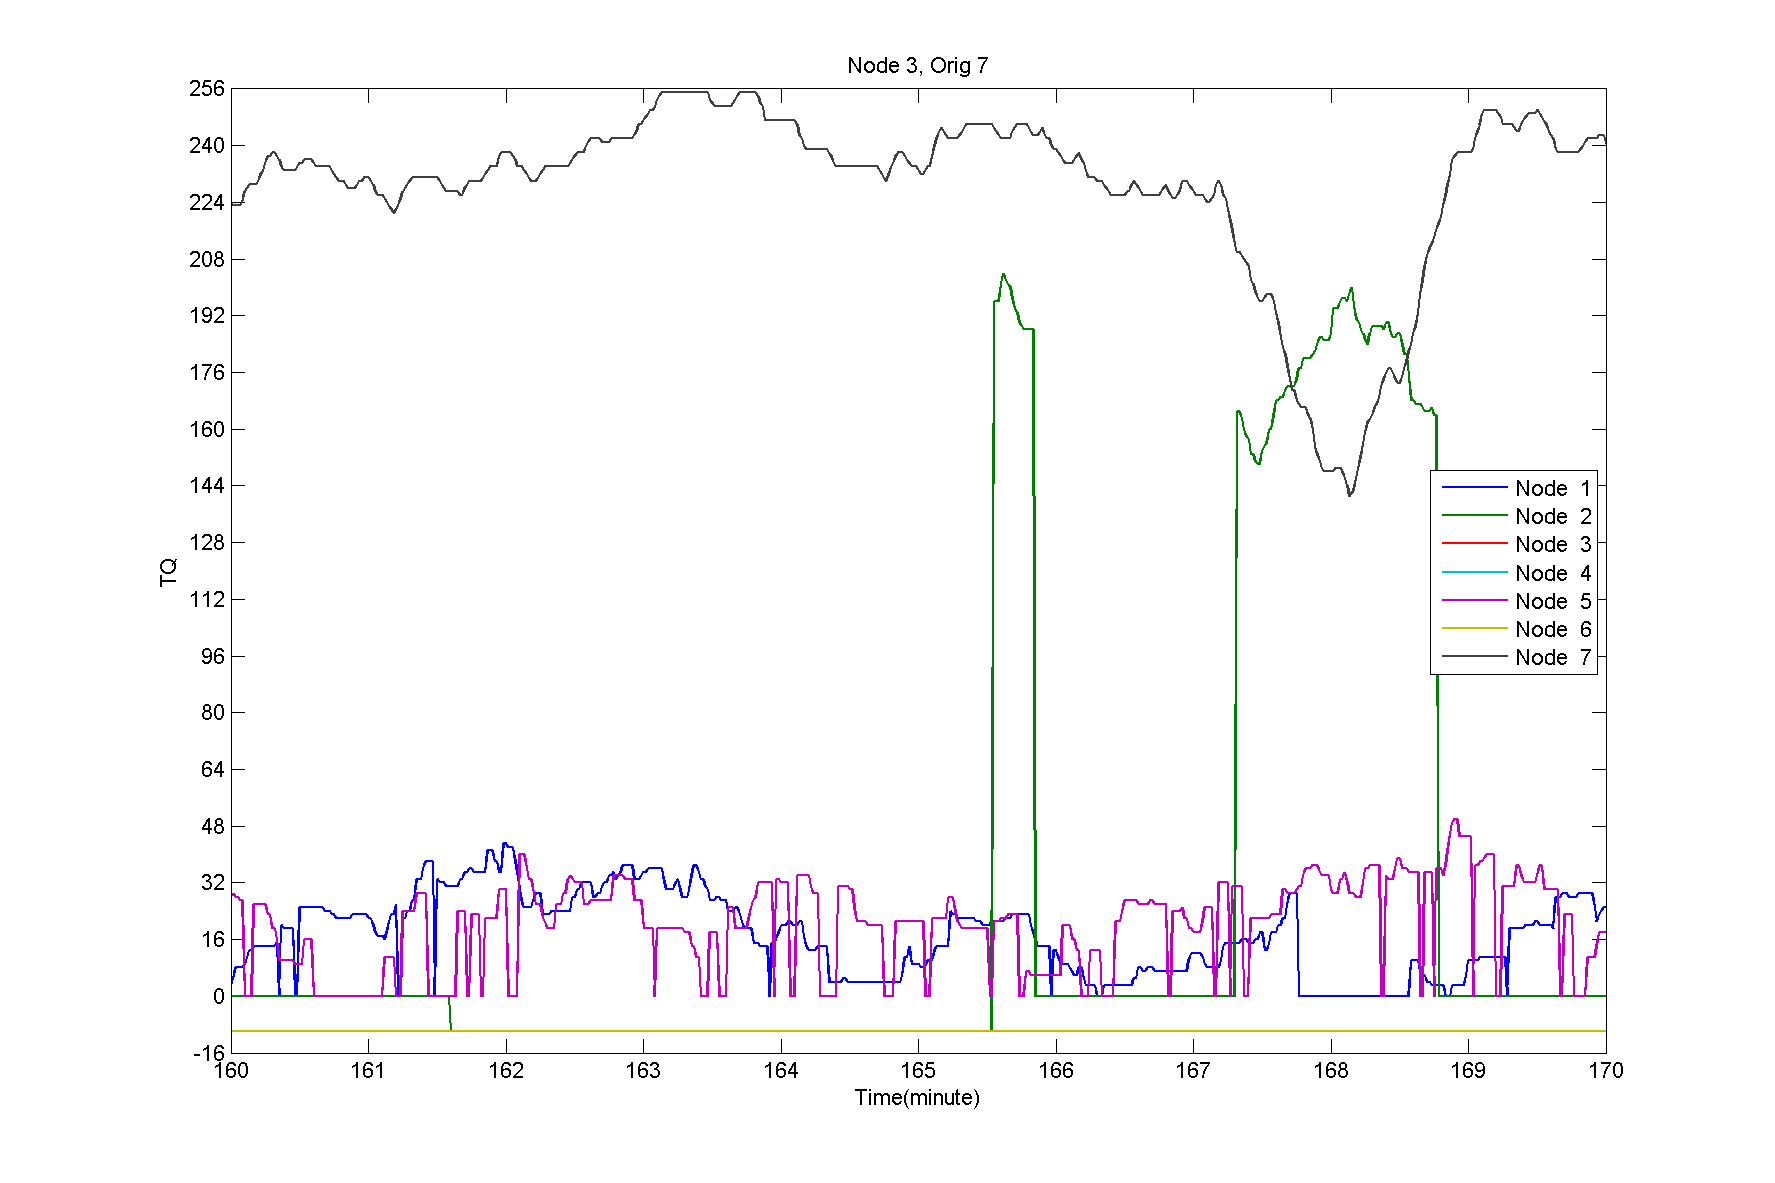 Node 3, Orig 7
256
240
224
208
192
176
160
144
128
112
96
80
64
48
32
16
0
-16
TQ
Node 1
Node 2
Node 3
Node 4
Node 5
Node 6
Node 7
160 161 162 163 164 165 166 167 168 169 170
Time(minute)